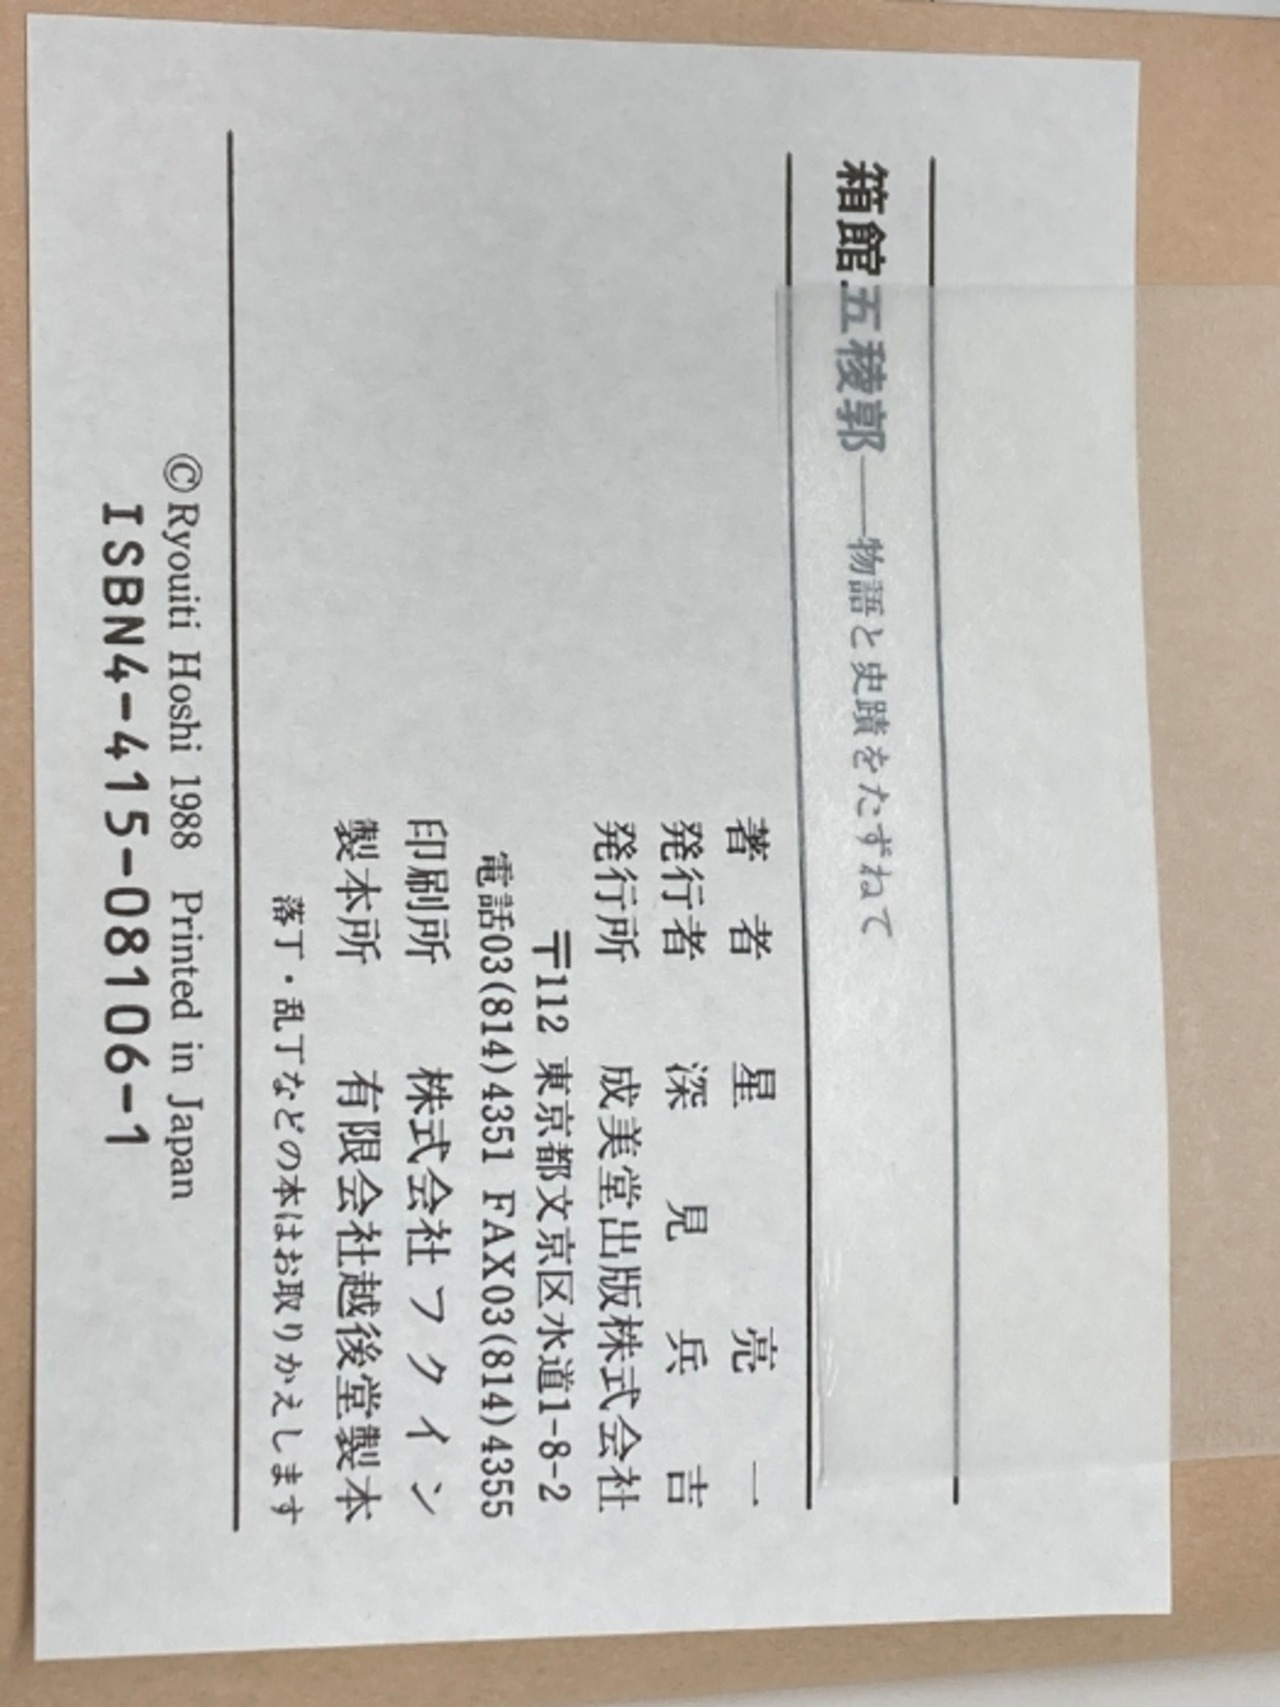 箱館五稜郭――物語と史蹟をたずねて
著者 星亮一
発行者 深見兵吉
発行所 成美堂出版株式会社
〒112 東京都文京区水道1-8-2
電話03(814)4351 FAX03(814)4355
印刷所 株式会社フクイン
製本所 有限会社越後堂製本
落丁・乱丁などの本はお取りかえします
©Ryouiti Hoshi 1988 Printed in Japan
ISBN4-415-08106-1